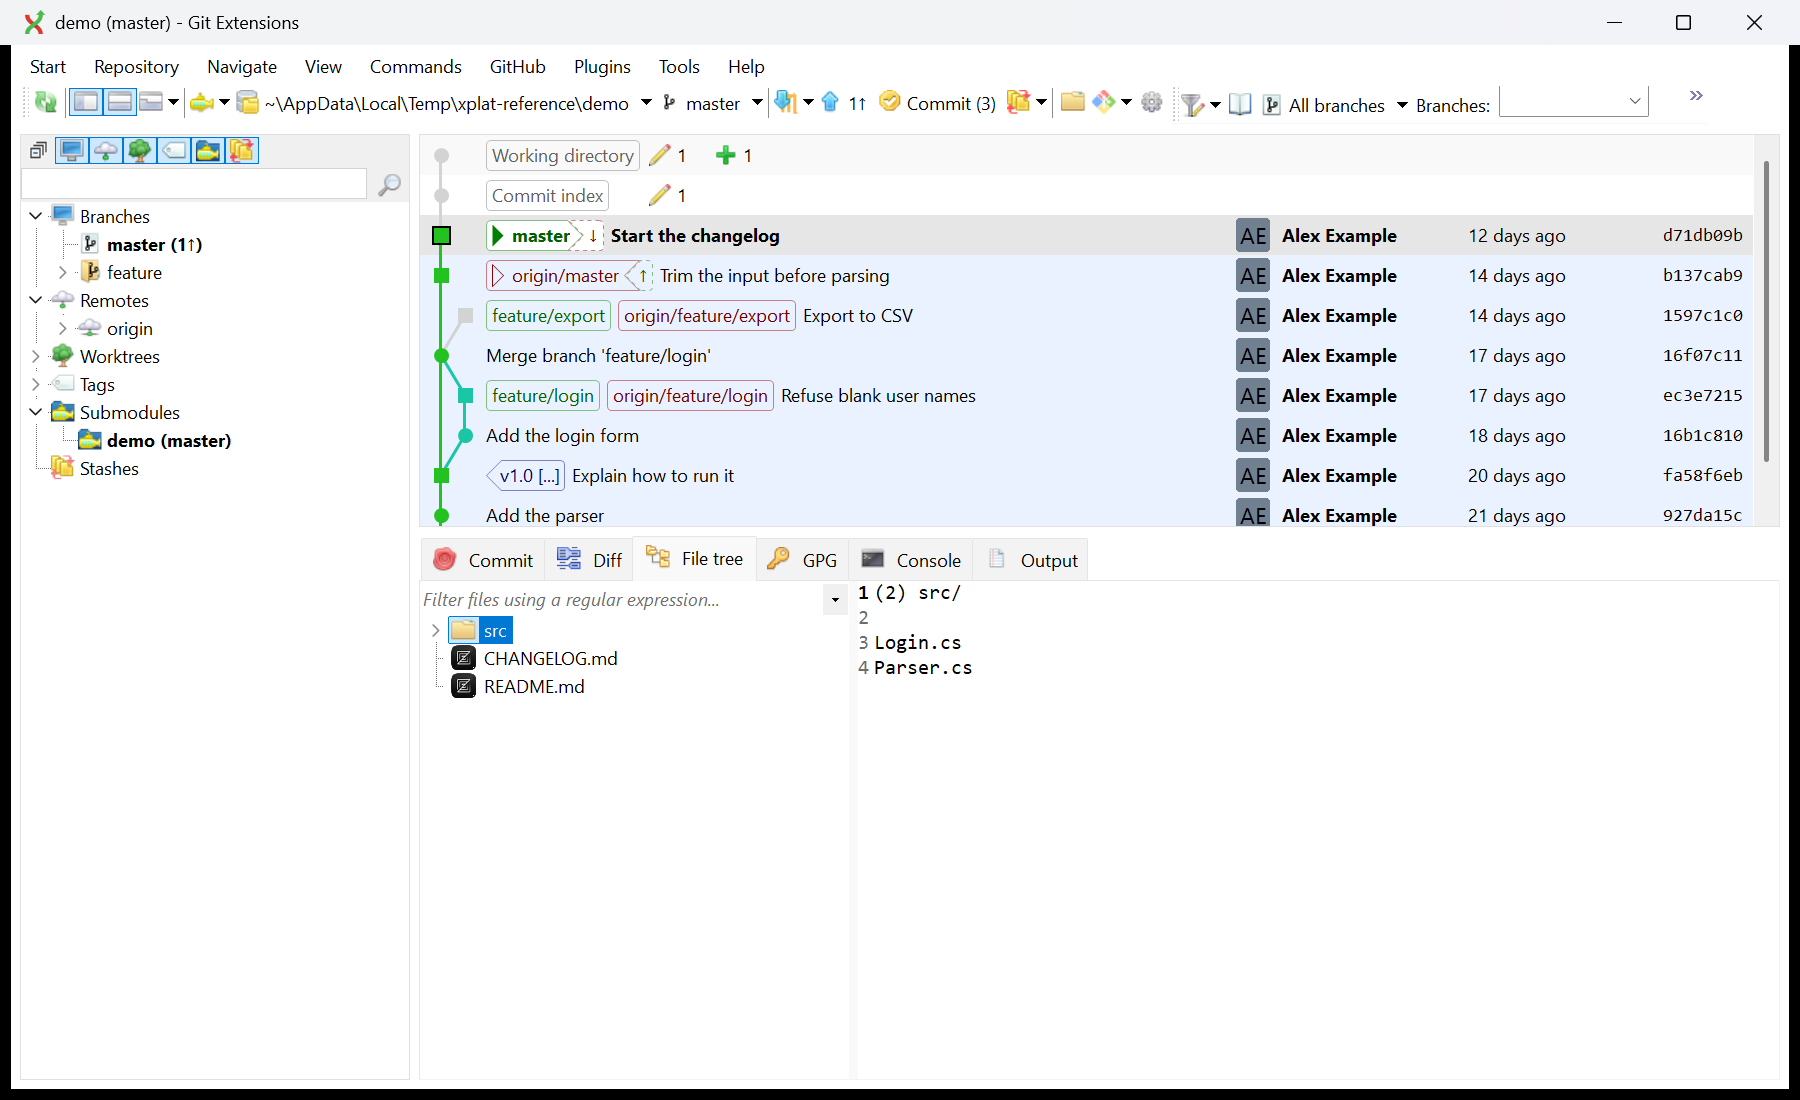 demo (master) - Git Extensions
Start Repository Navigate View Commands GitHub Plugins Tools Help
~\AppData\Local\Temp\xplat-reference\demo master 1↑ Commit (3) All branches Branches: »
Working directory 1 1
Commit index 1
master ↓ Start the changelog AE Alex Example 12 days ago d71db09b
origin/master ↑ Trim the input before parsing AE Alex Example 14 days ago b137cab9
feature/export origin/feature/export Export to CSV AE Alex Example 14 days ago 1597c1c0
Merge branch 'feature/login' AE Alex Example 17 days ago 16f07c11
feature/login origin/feature/login Refuse blank user names AE Alex Example 17 days ago ec3e7215
Add the login form AE Alex Example 18 days ago 16b1c810
v1.0 [...] Explain how to run it AE Alex Example 20 days ago fa58f6eb
Add the parser AE Alex Example 21 days ago 927da15c
Branches
master (1↑)
feature
Remotes
origin
Worktrees
Tags
Submodules
demo (master)
Stashes
Commit Diff File tree GPG Console Output
Filter files using a regular expression...
src
CHANGELOG.md
README.md
1 (2) src/
2
3 Login.cs
4 Parser.cs